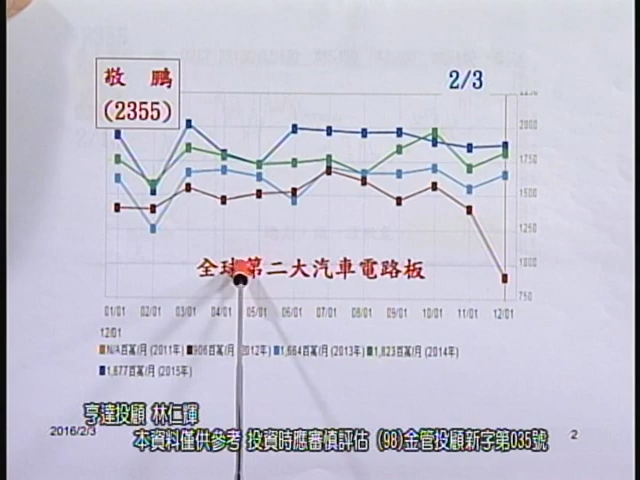 敬 鵬
(2355)
2/3
1250
2000
1750
1500
1250
1000
750
全球第二大汽車電路板
01/01 02/01 03/01 04/01 05/01 06/01 07/01 08/01 09/01 10/01 11/01 12/01
12/01
N/A百萬/月 (2011年) 906百萬/月 (2012年) 1,664百萬/月 (2013年) 1,823百萬/月 (2014年)
1,877百萬/月 (2015年)
亨達投顧 林仁輝
2016/2/3
本資料僅供參考 投資時應審慎評估 (98)金管投顧新字第035號
2